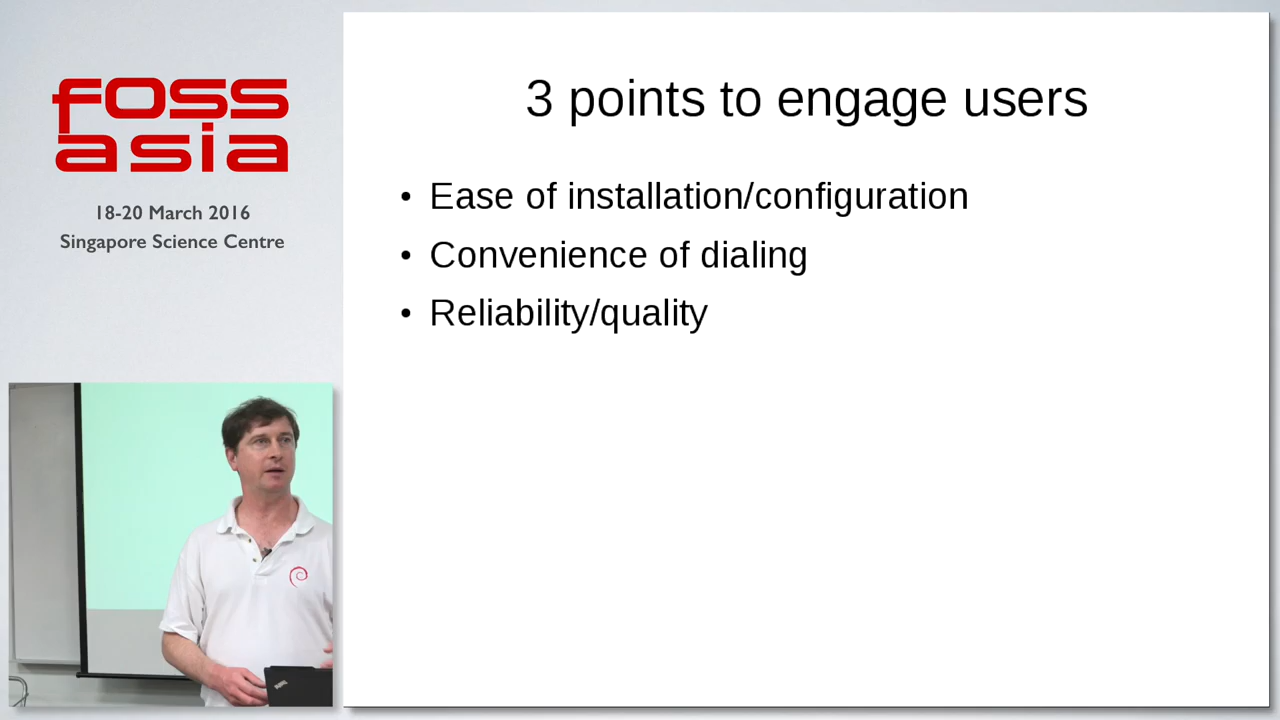 foss
asia
18-20 March 2016
Singapore Science Centre
3 points to engage users
• Ease of installation/configuration
• Convenience of dialing
• Reliability/quality